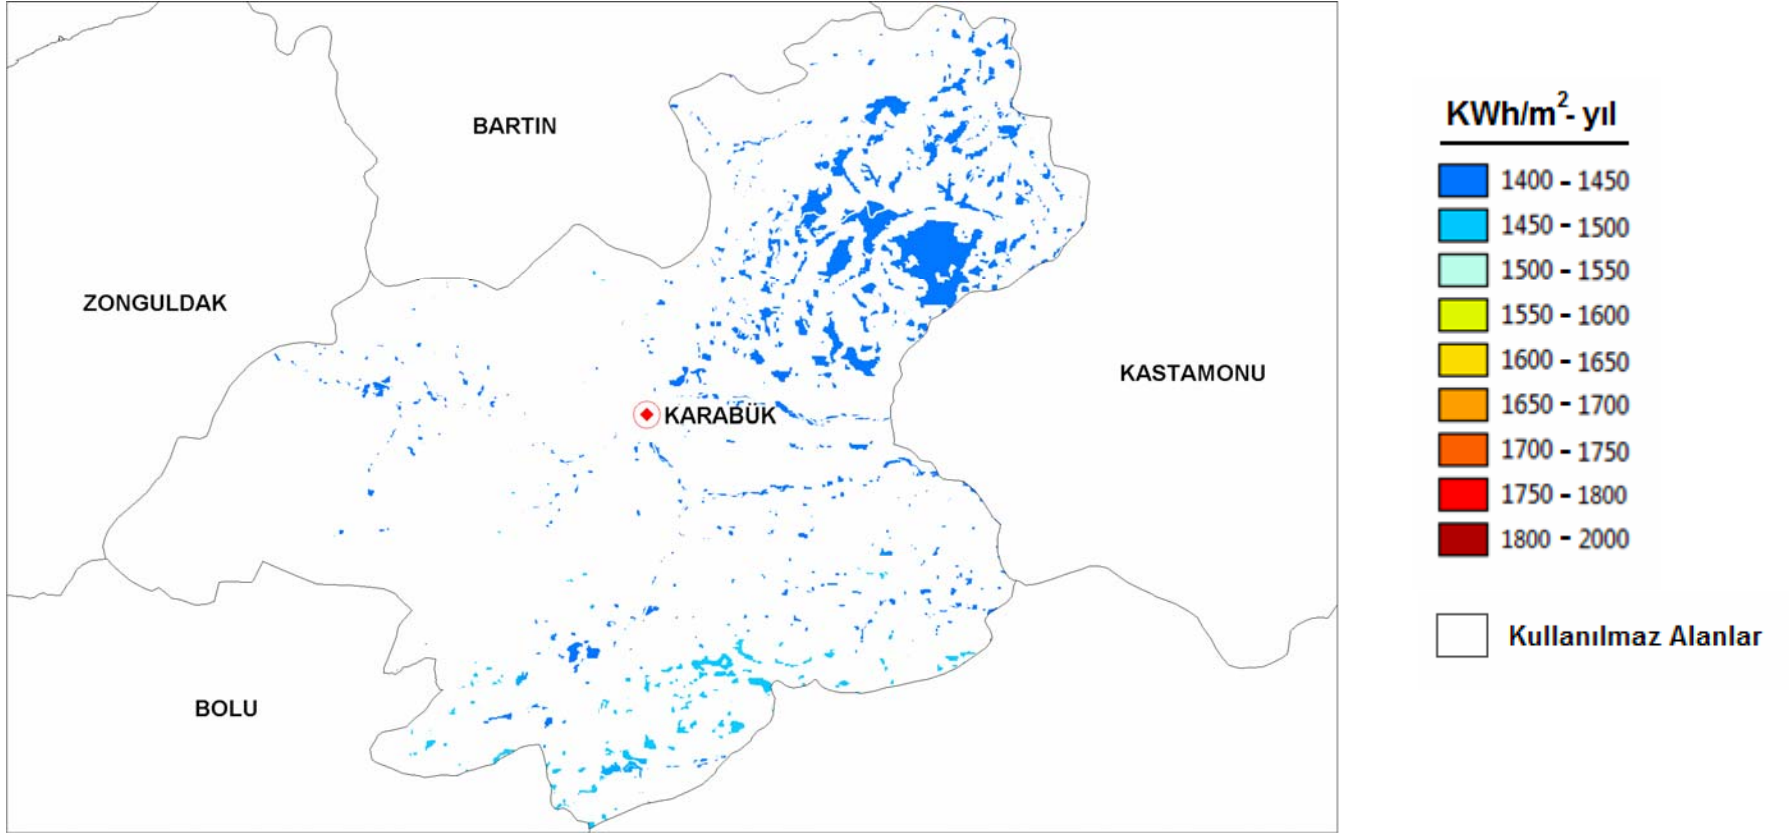 BARTIN
ZONGULDAK
KASTAMONU
KARABÜK
BOLU
KWh/m²- yıl
1400 - 1450
1450 - 1500
1500 - 1550
1550 - 1600
1600 - 1650
1650 - 1700
1700 - 1750
1750 - 1800
1800 - 2000
Kullanılmaz Alanlar